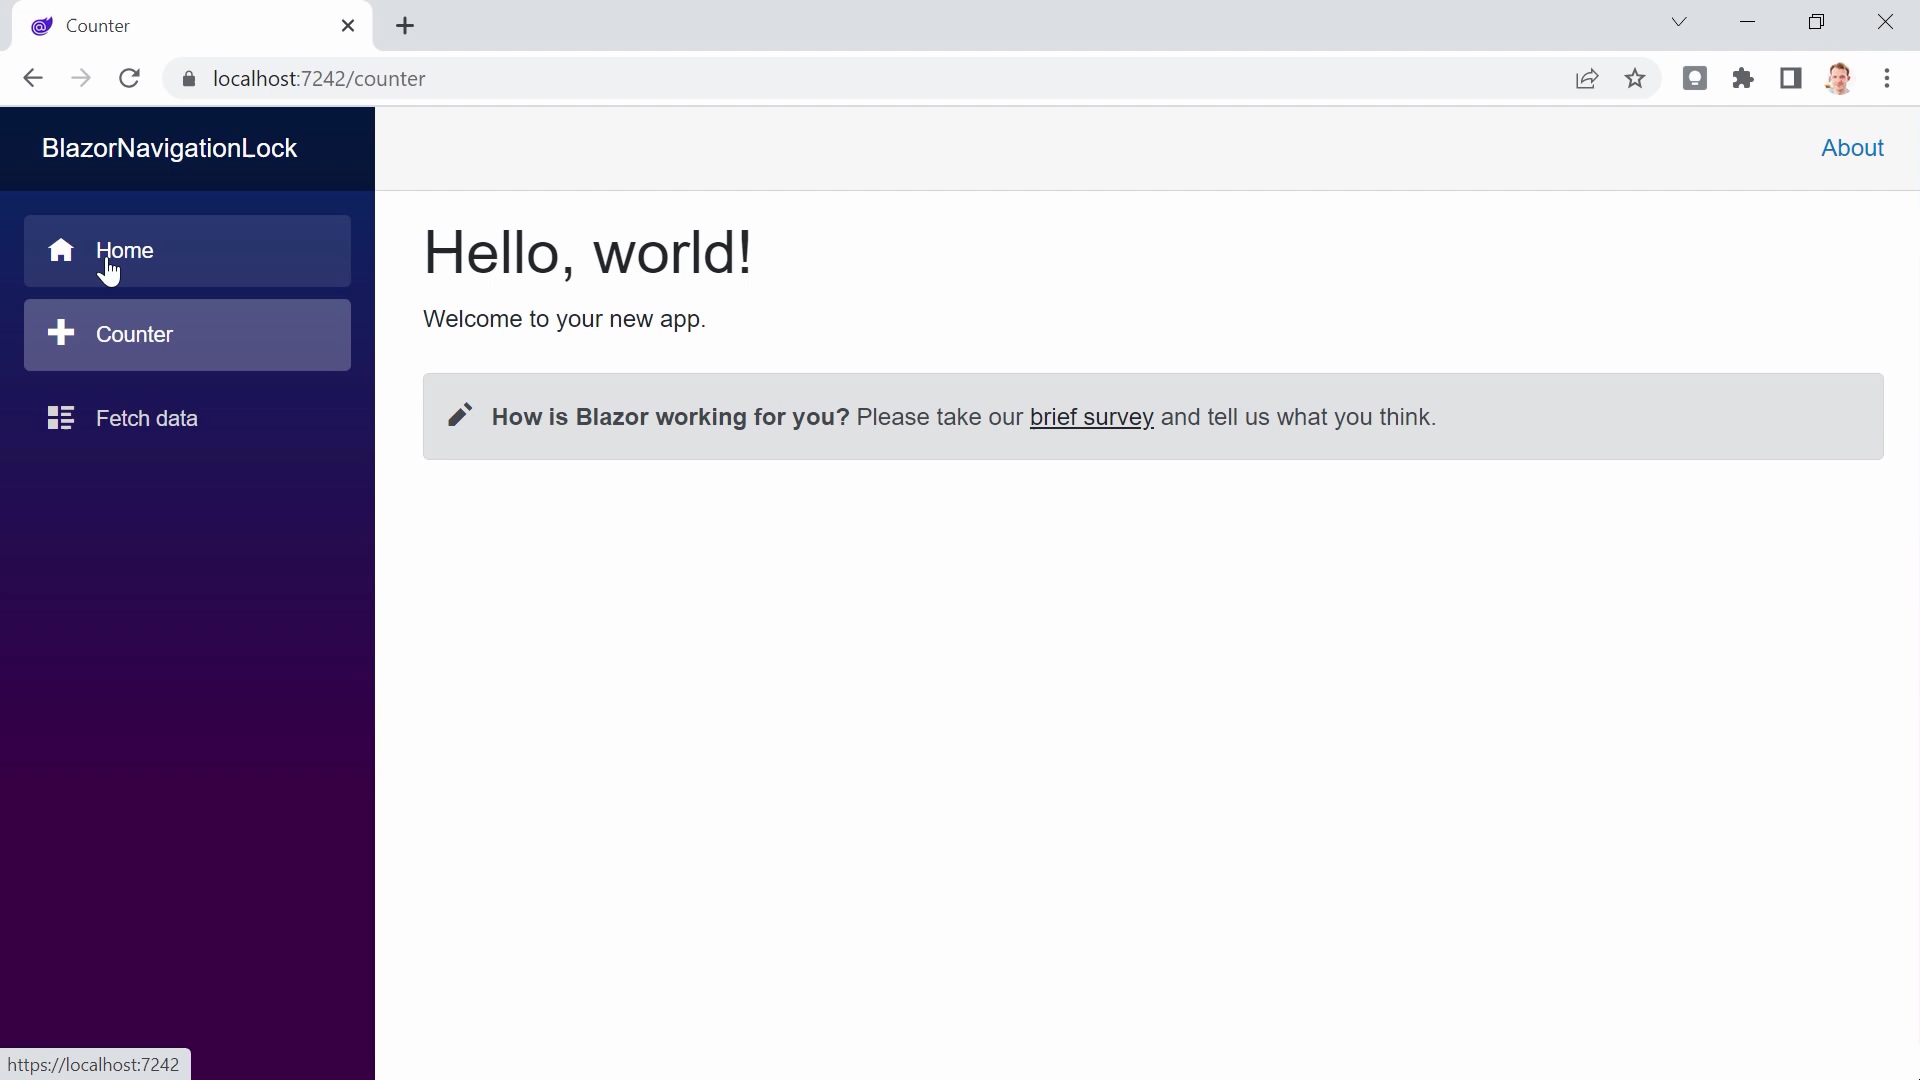 Counter
localhost:7242/counter
BlazorNavigationLock
About
Home
Counter
Fetch data
Hello, world!
Welcome to your new app.
How is Blazor working for you? Please take our brief survey and tell us what you think.
https://localhost:7242